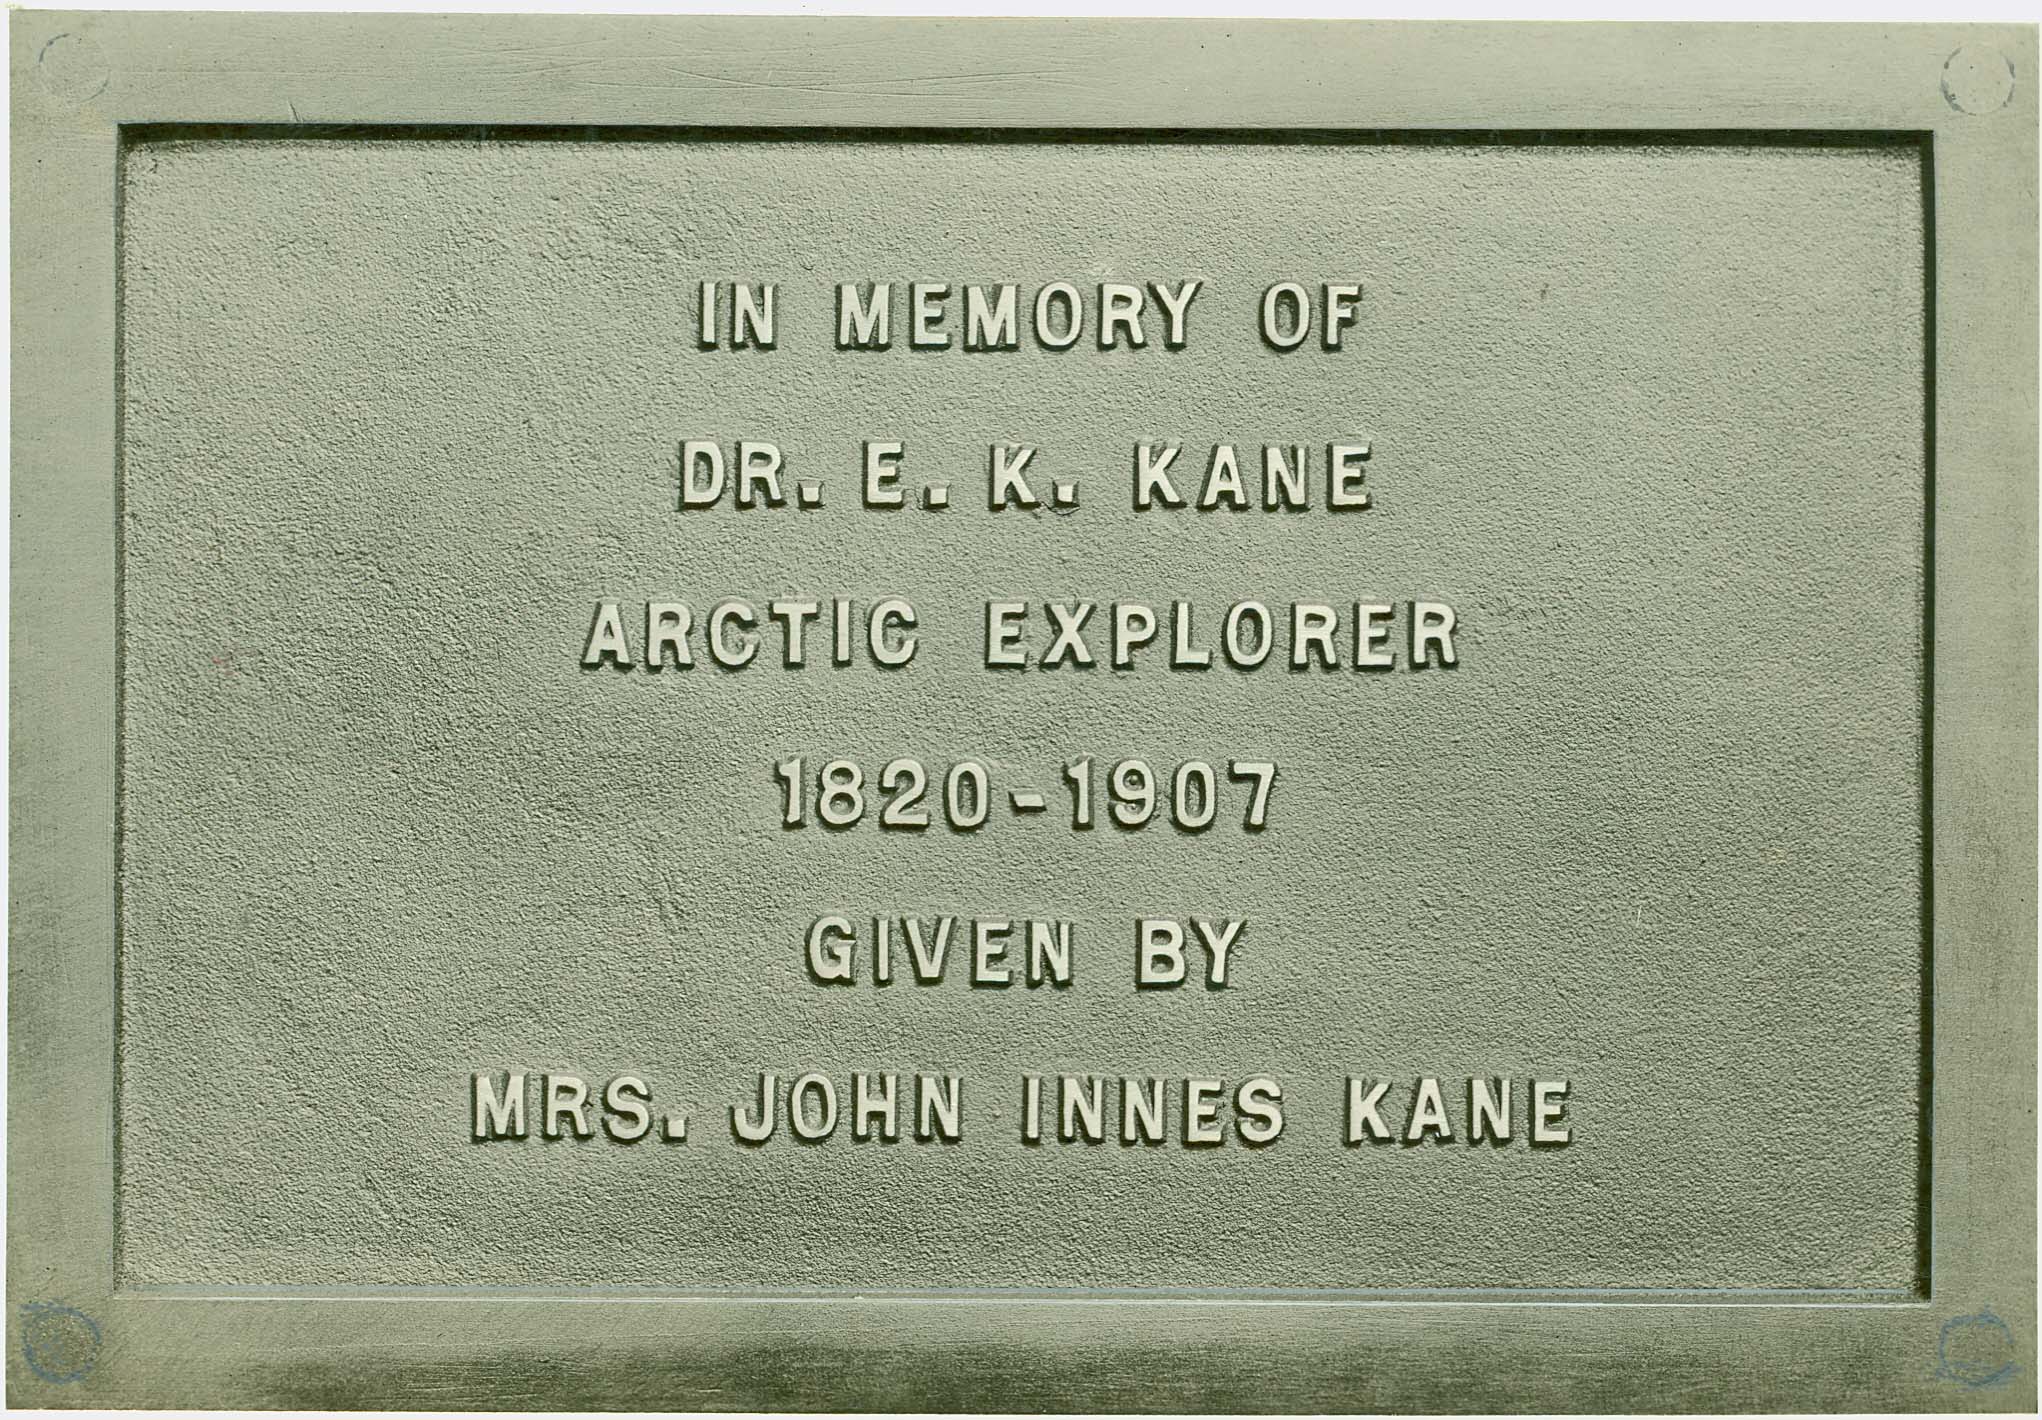 IN MEMORY OF
DR. E. K. KANE
ARCTIC EXPLORER
1820-1907
GIVEN BY
MRS. JOHN INNES KANE